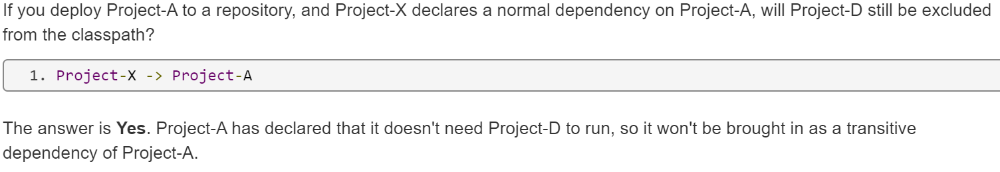 If you deploy Project-A to a repository, and Project-X declares a normal dependency on Project-A, will Project-D still be excluded
from the classpath?
1. Project-X -> Project-A
The answer is Yes. Project-A has declared that it doesn't need Project-D to run, so it won't be brought in as a transitive
dependency of Project-A.